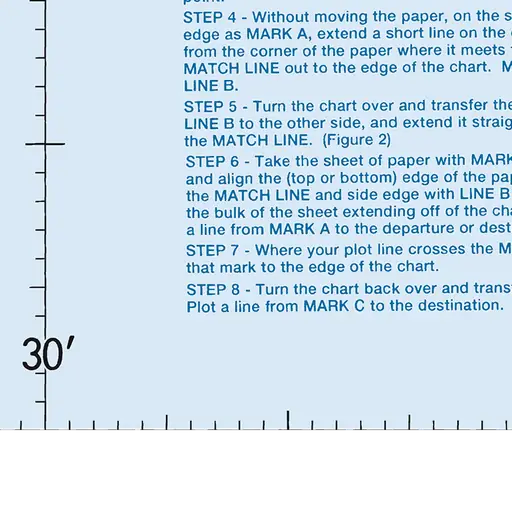 STEP 4 - Without moving the paper, on the s
edge as MARK A, extend a short line on the
from the corner of the paper where it meets
MATCH LINE out to the edge of the chart. M
LINE B.
STEP 5 - Turn the chart over and transfer the
LINE B to the other side, and extend it straig
the MATCH LINE. (Figure 2)
STEP 6 - Take the sheet of paper with MARK
and align the (top or bottom) edge of the pap
the MATCH LINE and side edge with LINE B
the bulk of the sheet extending off of the cha
a line from MARK A to the departure or dest
STEP 7 - Where your plot line crosses the M
that mark to the edge of the chart.
STEP 8 - Turn the chart back over and trans
Plot a line from MARK C to the destination.
30′